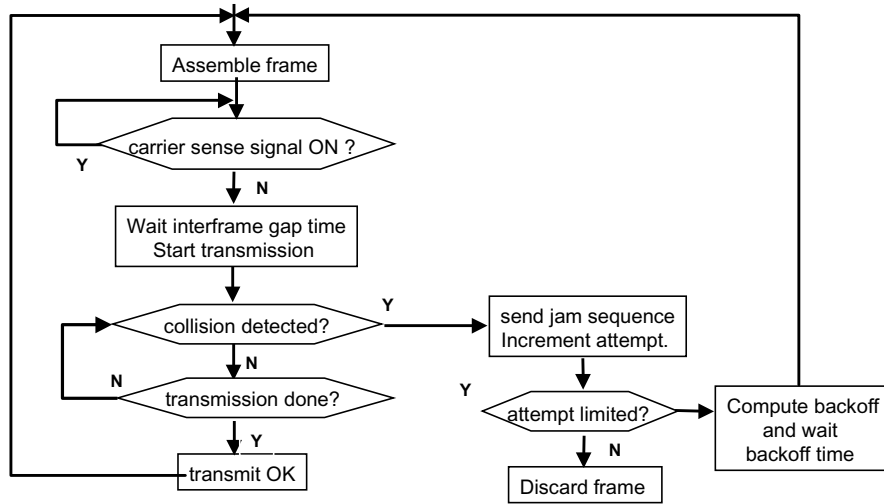 Assemble frame
carrier sense signal ON ?
Y
N
Wait interframe gap time
Start transmission
collision detected?
Y
send jam sequence
Increment attempt.
N
N
transmission done?
Y
attempt limited?
Compute backoff
and wait
backoff time
Y
N
transmit OK
Discard frame